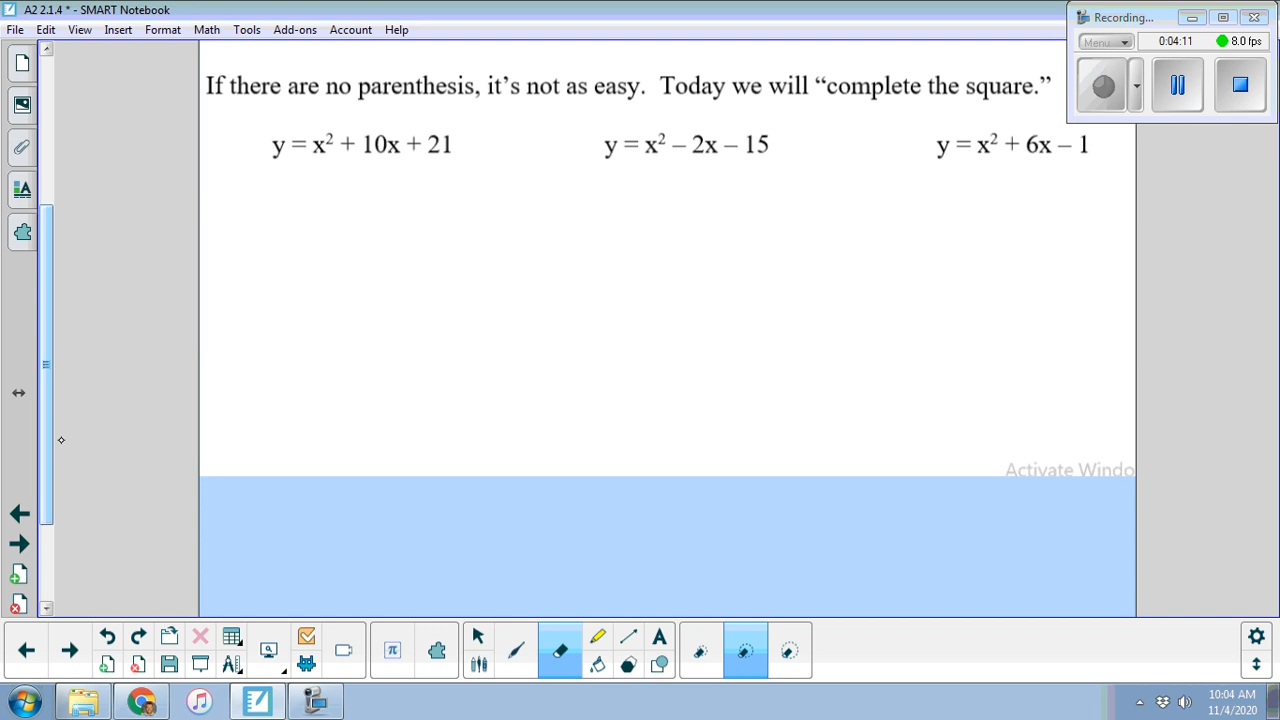 A2 2.1.4 * - SMART Notebook
File Edit View Insert Format Math Tools Add-ons Account Help
Recording...
Menu 0:04:11 8.0 fps
If there are no parenthesis, it's not as easy. Today we will “complete the square.”
y = x² + 10x + 21 y = x² – 2x – 15 y = x² + 6x – 1
Activate Windo
π A
10:04 AM
11/4/2020